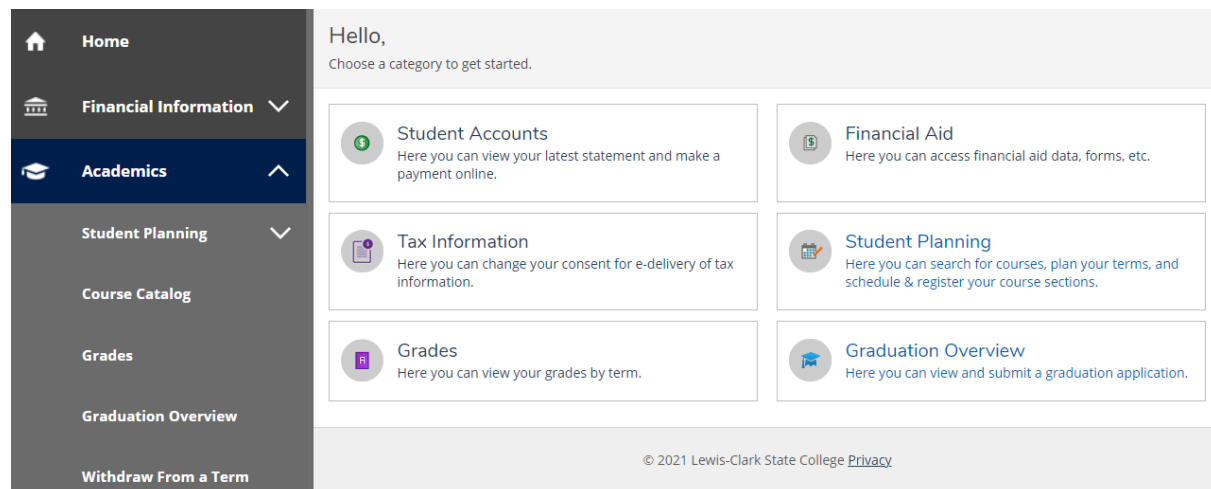 Home
Financial Information
Academics
Student Planning
Course Catalog
Grades
Graduation Overview
Withdraw From a Term
Hello,
Choose a category to get started.
Student Accounts
Here you can view your latest statement and make a
payment online.
Financial Aid
Here you can access financial aid data, forms, etc.
Tax Information
Here you can change your consent for e-delivery of tax
information.
Student Planning
Here you can search for courses, plan your terms, and
schedule & register your course sections.
Grades
Here you can view your grades by term.
Graduation Overview
Here you can view and submit a graduation application.
© 2021 Lewis-Clark State College Privacy